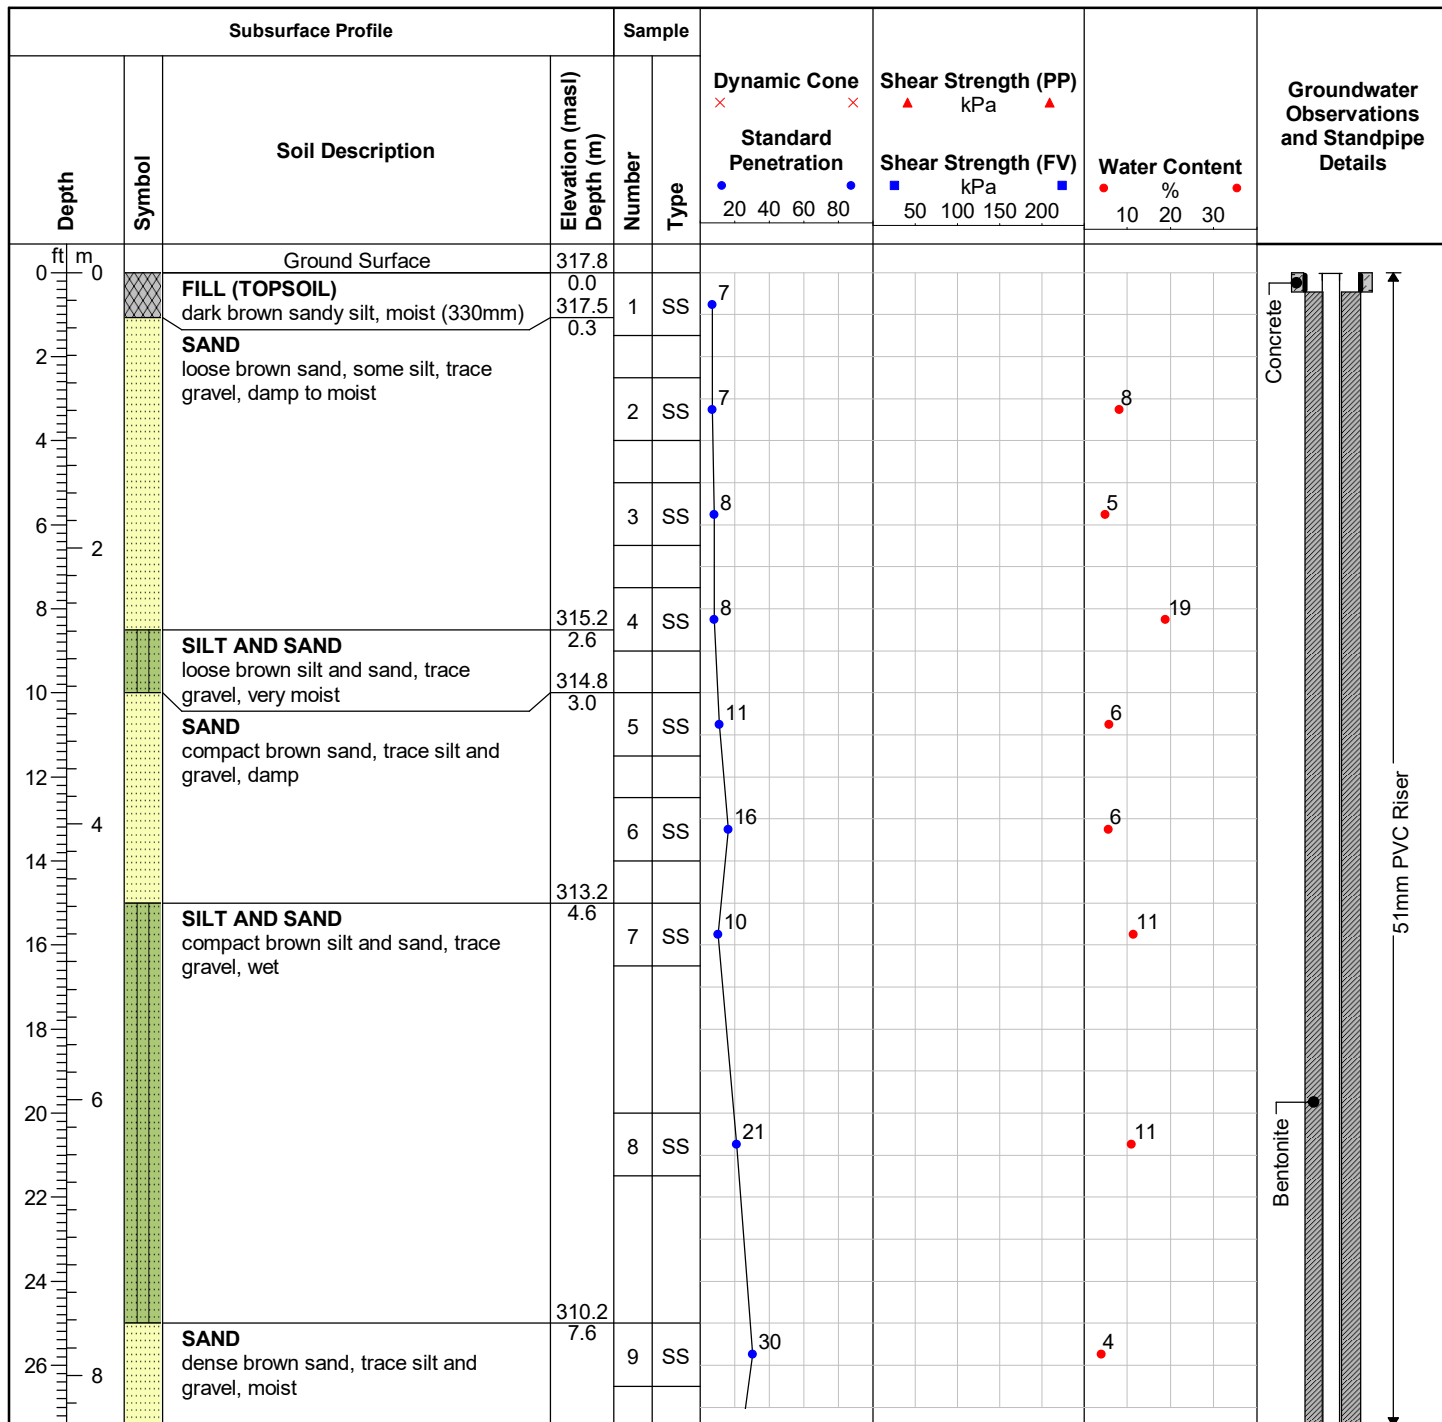 Subsurface Profile
Sample
Depth
Symbol
Soil Description
Elevation (masl)
Depth (m)
Number
Type
Dynamic Cone
Standard
Penetration
20 40 60 80
Shear Strength (PP)
kPa
Shear Strength (FV)
kPa
50 100 150 200
Water Content
%
10 20 30
Groundwater
Observations
and Standpipe
Details
ft m
Ground Surface 317.8
0 0
FILL (TOPSOIL) 0.0
dark brown sandy silt, moist (330mm) 317.5
0.3
1 SS 7
SAND
loose brown sand, some silt, trace
gravel, damp to moist
2
2 SS 7 8
4
3 SS 8 5
6
2
8
4 SS 8 19
315.2
2.6
SILT AND SAND
loose brown silt and sand, trace
gravel, very moist
314.8
10
3.0
SAND
compact brown sand, trace silt and
gravel, damp
5 SS 11 6
12
4
6 SS 16 6
14
313.2
4.6
SILT AND SAND
compact brown silt and sand, trace
gravel, wet
7 SS 10 11
16
18
6
20
8 SS 21 11
22
24
310.2
7.6
SAND
dense brown sand, trace silt and
gravel, moist
9 SS 30 4
26
8
Concrete
Bentonite
51mm PVC Riser